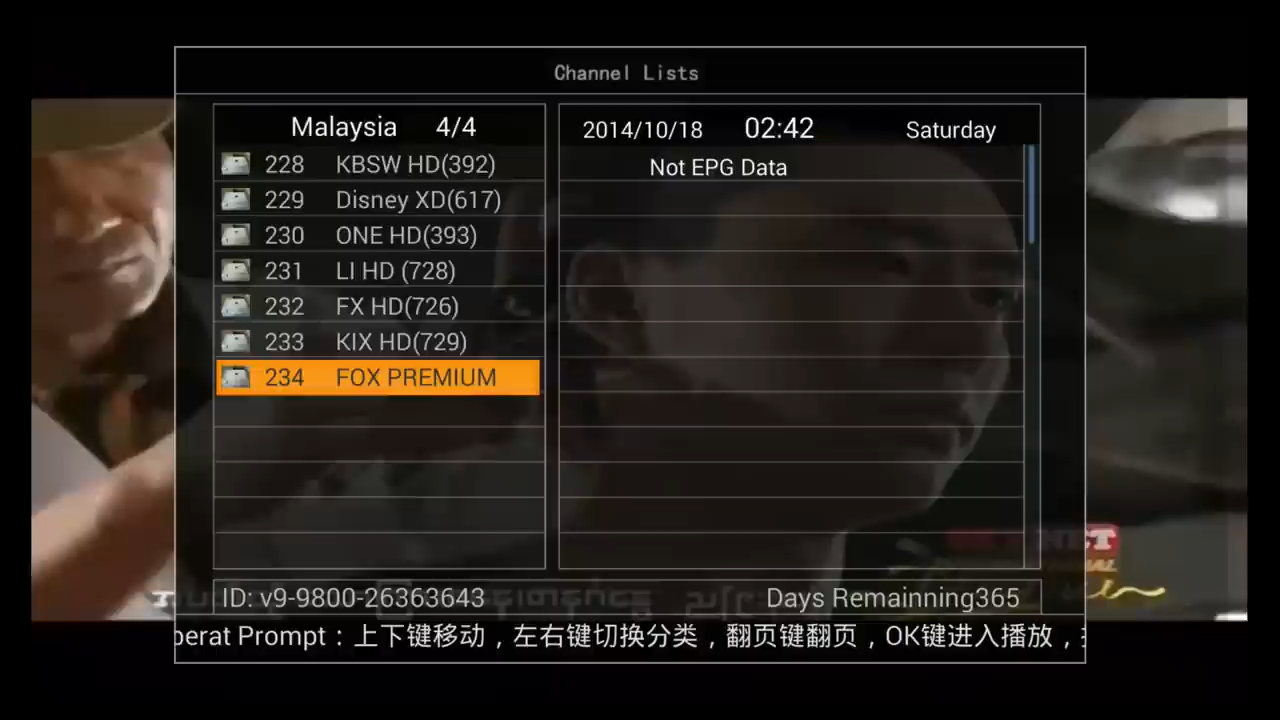 Channel Lists
Malaysia 4/4
228 KBSW HD(392)
229 Disney XD(617)
230 ONE HD(393)
231 LI HD (728)
232 FX HD(726)
233 KIX HD(729)
234 FOX PREMIUM
2014/10/18 02:42 Saturday
Not EPG Data
ID: v9-9800-26363643
Days Remainning365
perat Prompt：上下键移动，左右键切换分类，翻页键翻页，OK键进入播放，